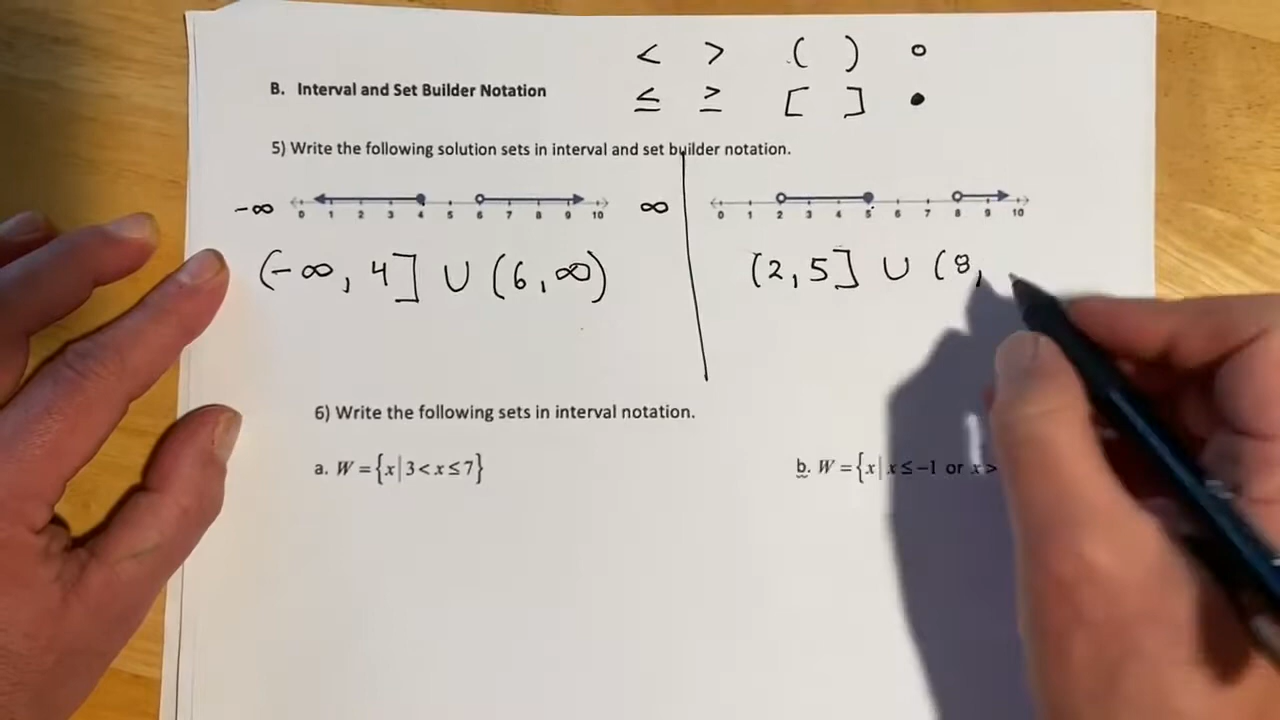 < > ( ) ○
B. Interval and Set Builder Notation
≤ ≥ [ ] ●
5) Write the following solution sets in interval and set builder notation.
-∞ 0 1 2 3 4 5 6 7 8 9 10 ∞
0 1 2 3 4 5 6 7 8 9 10
(-∞, 4] ∪ (6, ∞)
(2, 5] ∪ (8,
6) Write the following sets in interval notation.
a. W = {x | 3 < x ≤ 7}
b. W = {x | x ≤ -1 or x >